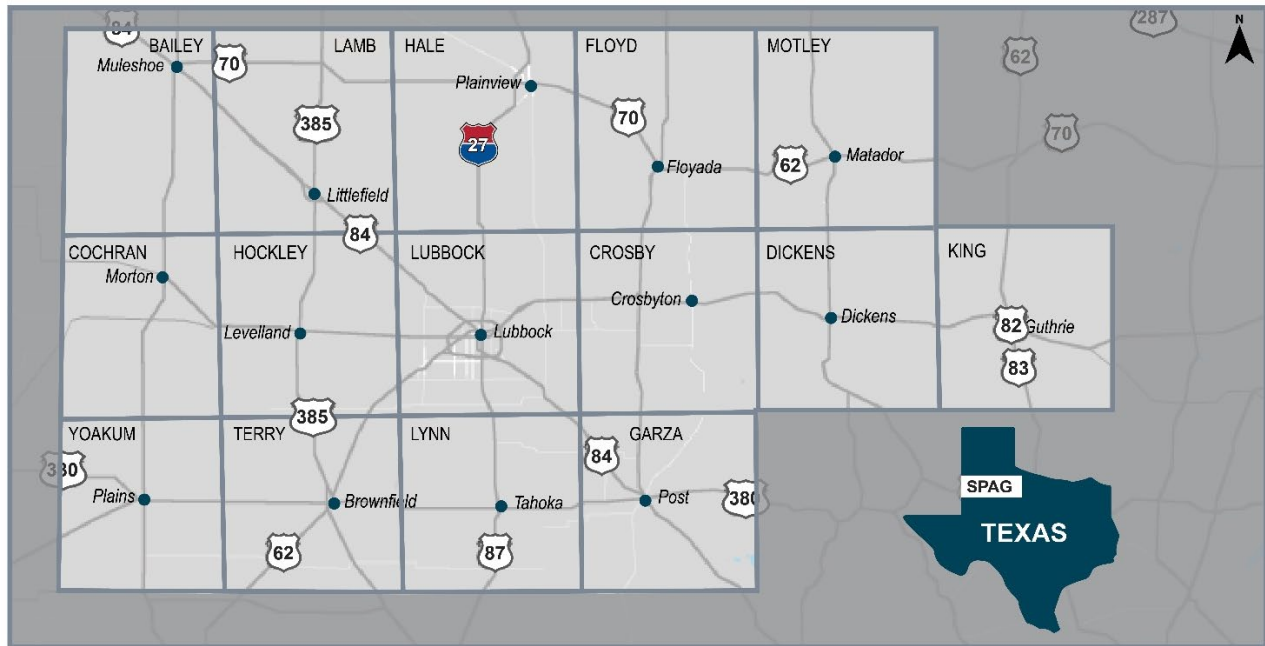 84
287
N
BAILEY
LAMB
HALE
FLOYD
MOTLEY
62
Muleshoe
70
Plainview
385
70
70
27
62
Matador
Floyada
Littlefield
84
COCHRAN
HOCKLEY
LUBBOCK
CROSBY
DICKENS
KING
Morton
Crosbyton
Dickens
82
Guthrie
Levelland
Lubbock
83
385
YOAKUM
TERRY
LYNN
GARZA
84
380
Plains
Brownfield
Tahoka
Post
380
SPAG
TEXAS
62
87